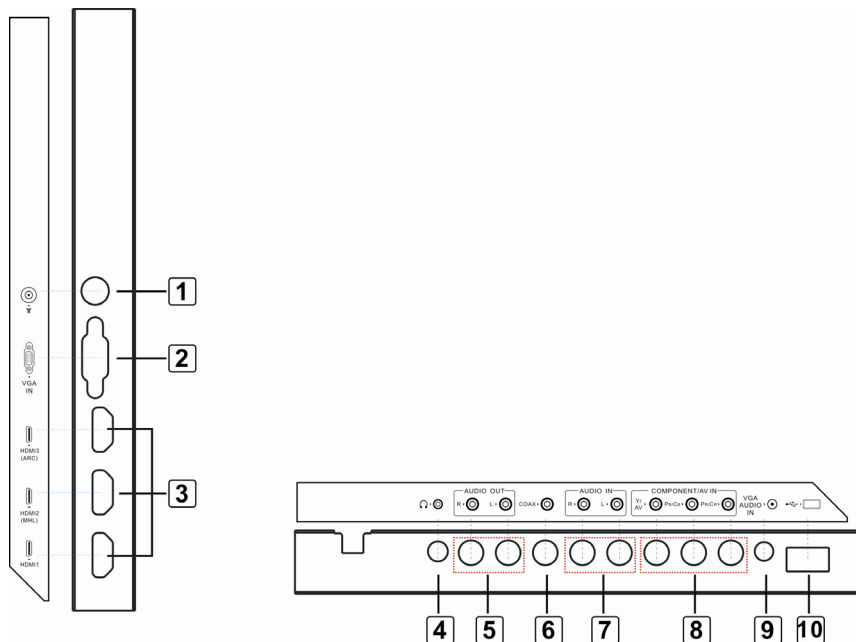 1
2
VGA
IN
HDMI3
(ARC)
3
HDMI2
(MHL)
HDMI1
AUDIO OUT
AUDIO IN
COMPONENT/AV IN
R
L
COAX
R
L
Y/
AV
PB/CB
PR/CR
VGA
AUDIO
IN
4
5
6
7
8
9
10